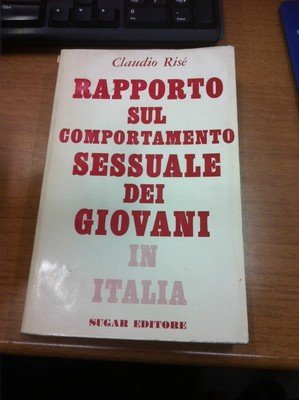 Claudio Risé
RAPPORTO
SUL
COMPORTAMENTO
SESSUALE
DEI
GIOVANI
IN
ITALIA
SUGAR EDITORE